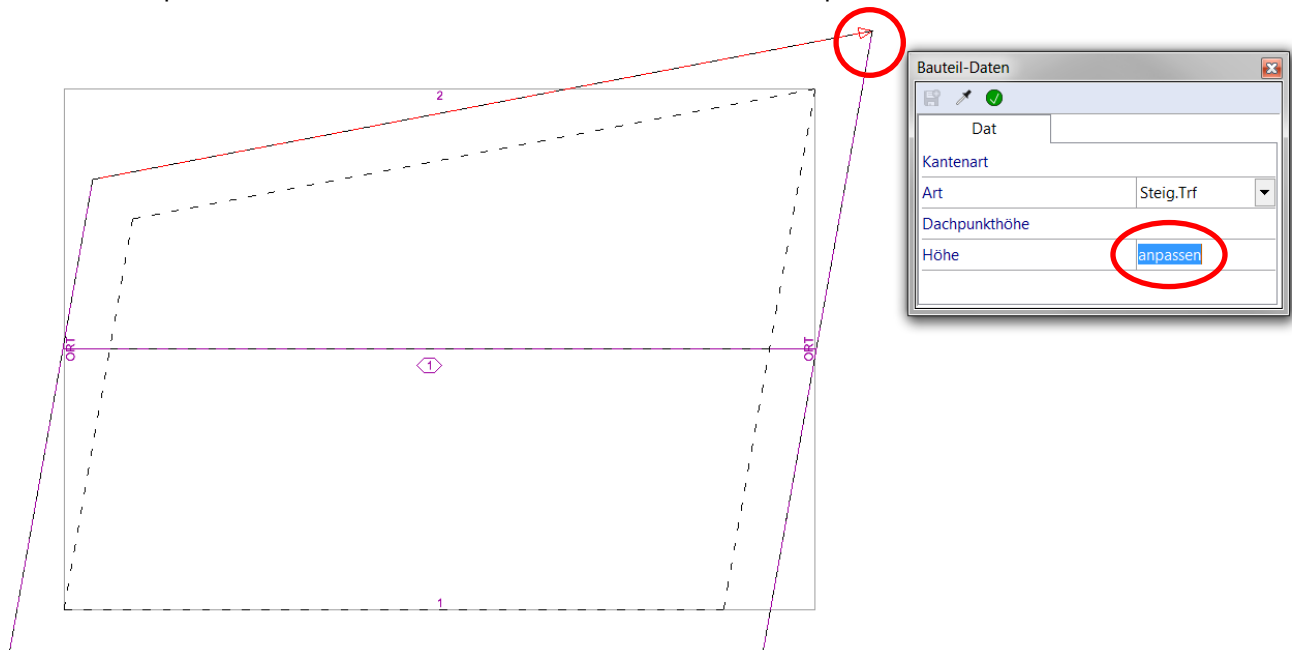 2
ORT
ORT
1
1
Bauteil-Daten
Dat
Kantenart
Art Steig.Trf
Dachpunkthöhe
Höhe anpassen